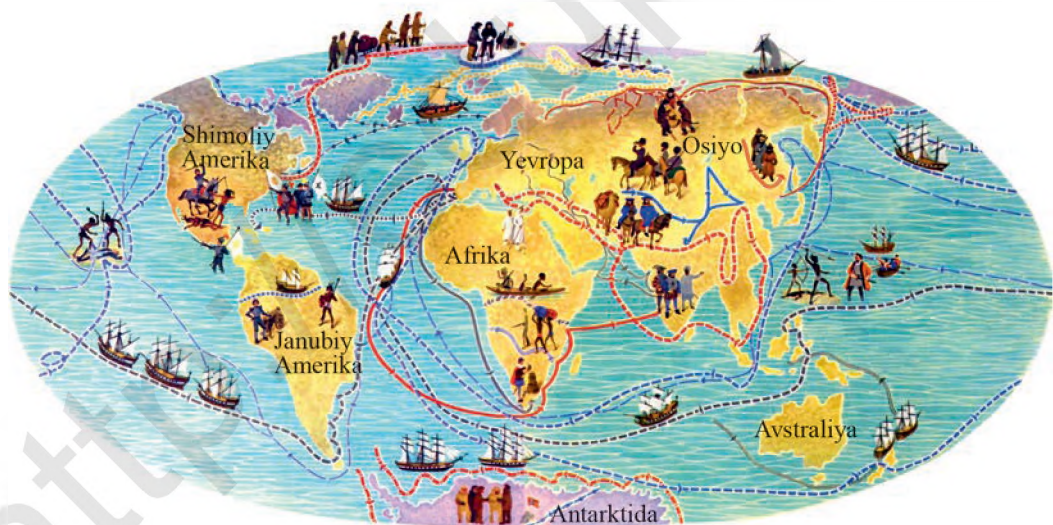 Shimoliy
Amerika
Yevropa
Osiyo
Afrika
Janubiy
Amerika
Avstraliya
Antarktida